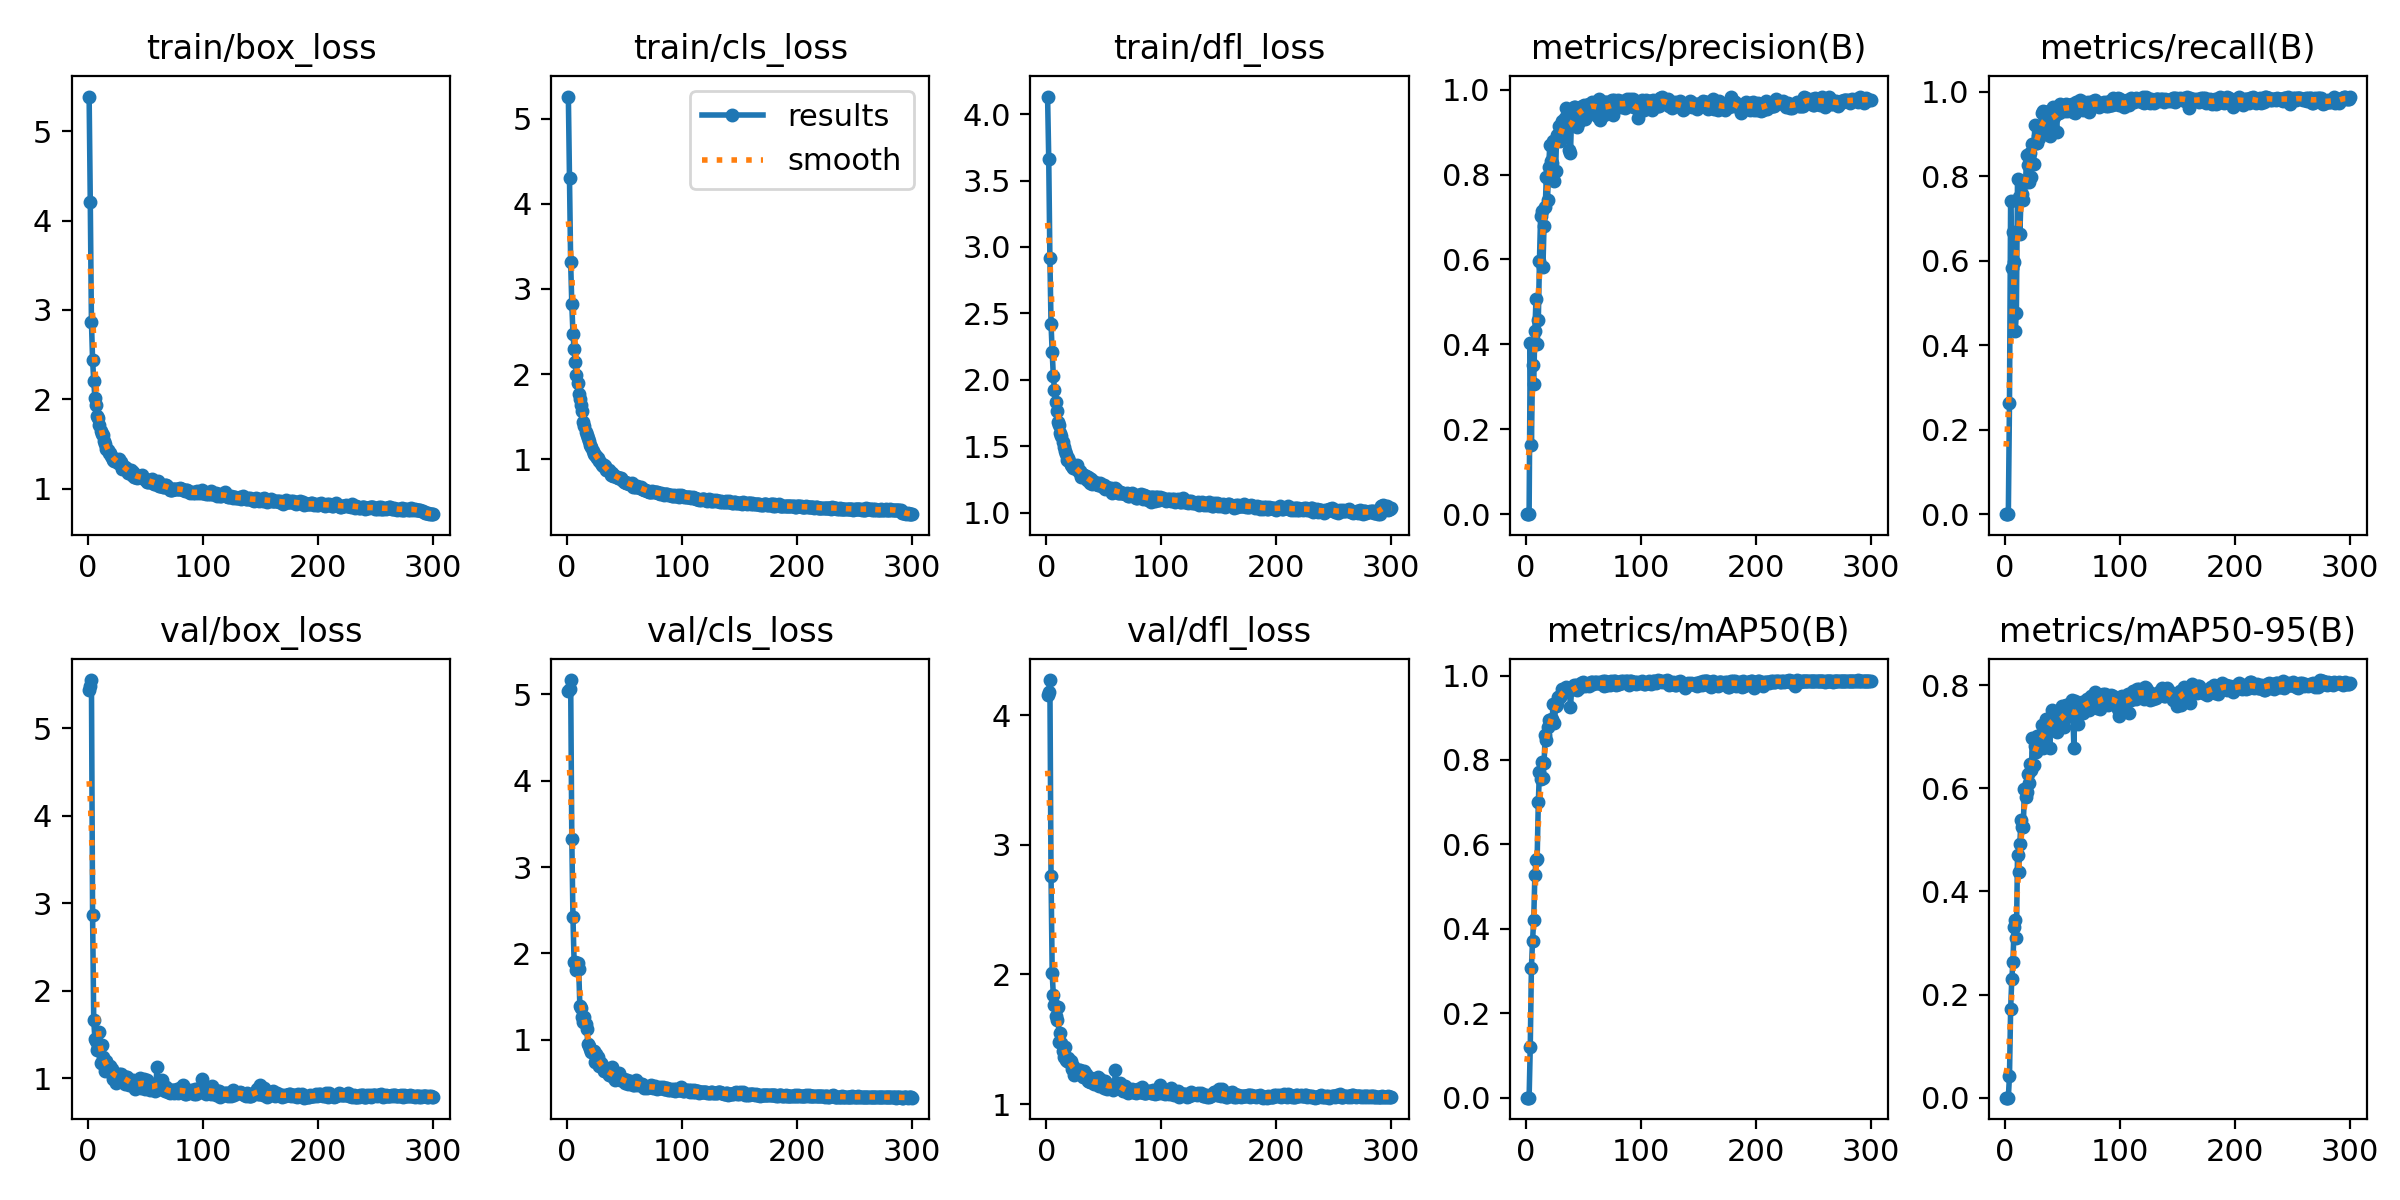 train/box_loss
5
4
3
2
1
0 100 200 300
train/cls_loss
results
smooth
5
4
3
2
1
0 100 200 300
train/dfl_loss
4.0
3.5
3.0
2.5
2.0
1.5
1.0
0 100 200 300
metrics/precision(B)
1.0
0.8
0.6
0.4
0.2
0.0
0 100 200 300
metrics/recall(B)
1.0
0.8
0.6
0.4
0.2
0.0
0 100 200 300
val/box_loss
5
4
3
2
1
0 100 200 300
val/cls_loss
5
4
3
2
1
0 100 200 300
val/dfl_loss
4
3
2
1
0 100 200 300
metrics/mAP50(B)
1.0
0.8
0.6
0.4
0.2
0.0
0 100 200 300
metrics/mAP50-95(B)
0.8
0.6
0.4
0.2
0.0
0 100 200 300